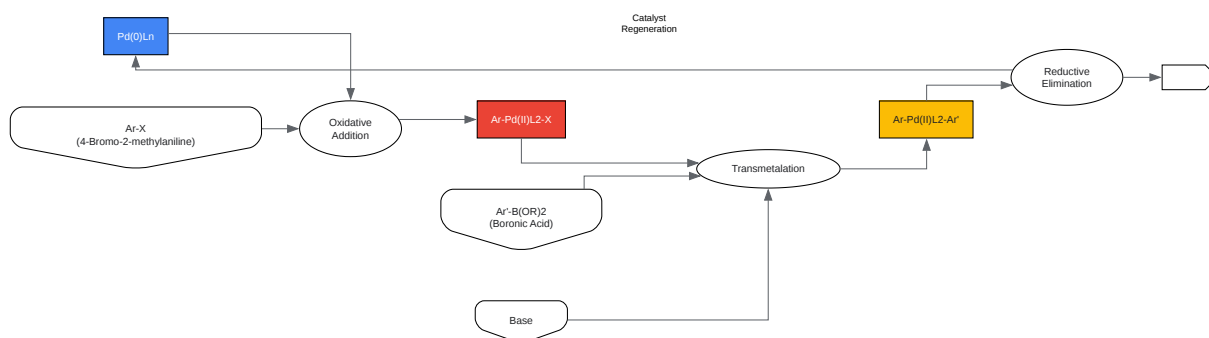 Catalyst
Regeneration
Pd(0)Ln
Reductive
Elimination
Ar-X
(4-Bromo-2-methylaniline)
Oxidative
Addition
Ar-Pd(II)L2-X
Ar-Pd(II)L2-Ar'
Transmetalation
Ar'-B(OR)2
(Boronic Acid)
Base